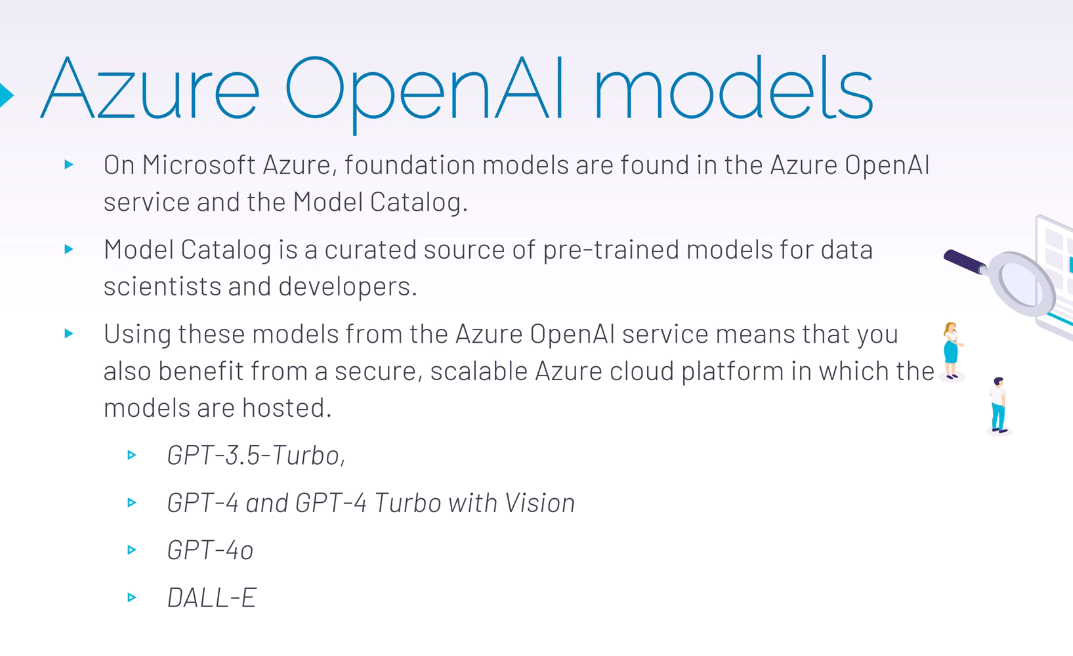 Azure OpenAI models
On Microsoft Azure, foundation models are found in the Azure OpenAI
service and the Model Catalog.
Model Catalog is a curated source of pre-trained models for data
scientists and developers.
Using these models from the Azure OpenAI service means that you
also benefit from a secure, scalable Azure cloud platform in which the
models are hosted.
GPT-3.5-Turbo,
GPT-4 and GPT-4 Turbo with Vision
GPT-4o
DALL-E